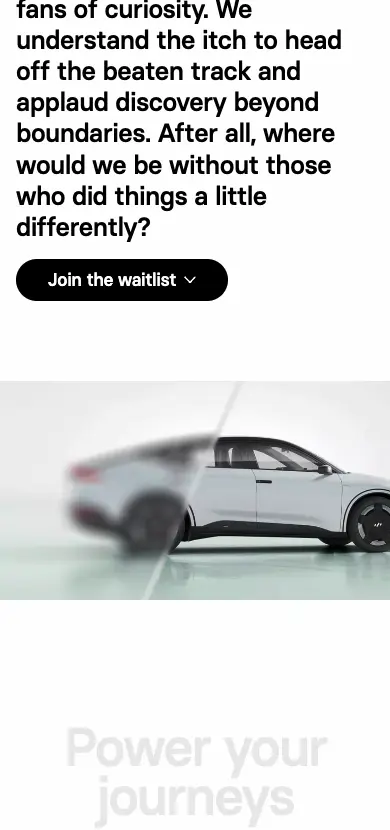 fans of curiosity. We
understand the itch to head
off the beaten track and
applaud discovery beyond
boundaries. After all, where
would we be without those
who did things a little
differently?
Join the waitlist
Power your
journeys